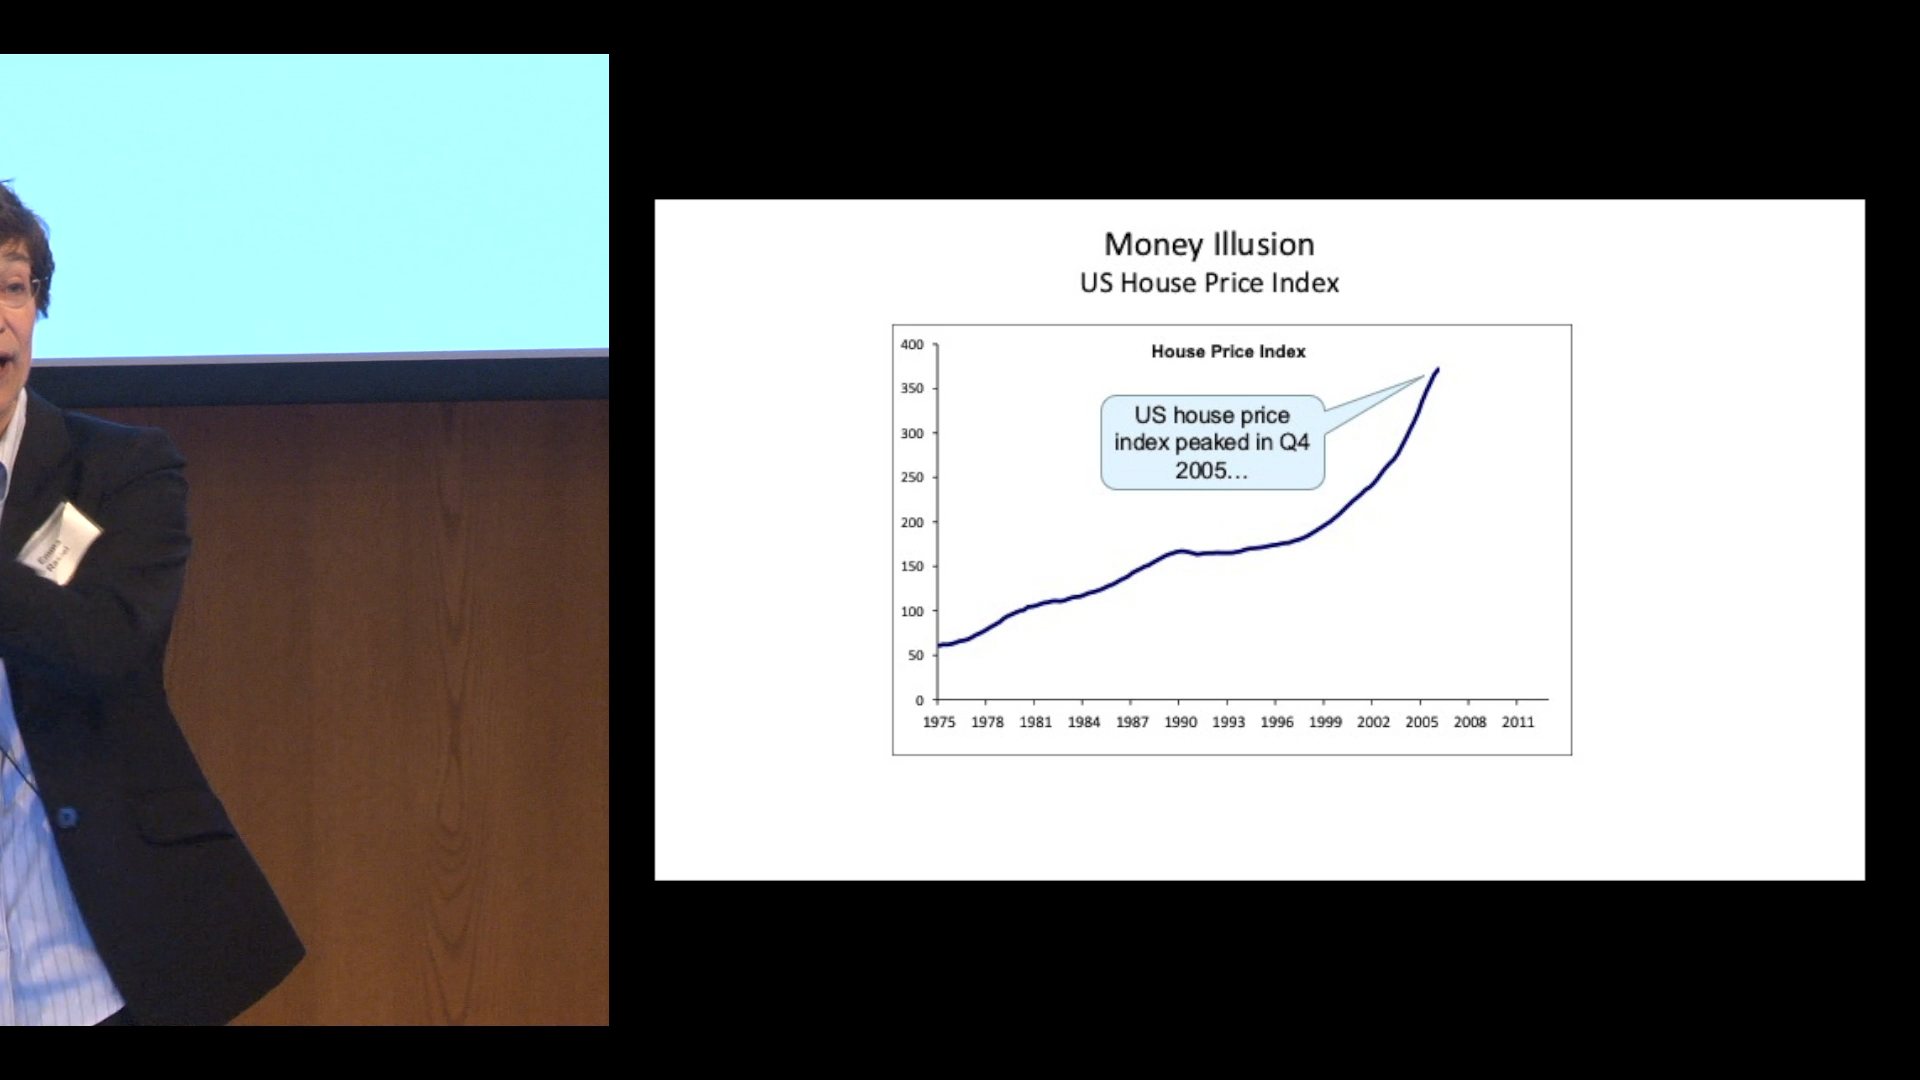 Money Illusion
US House Price Index
House Price Index
US house price
index peaked in Q4
2005...
400
350
300
250
200
150
100
50
0
1975 1978 1981 1984 1987 1990 1993 1996 1999 2002 2005 2008 2011